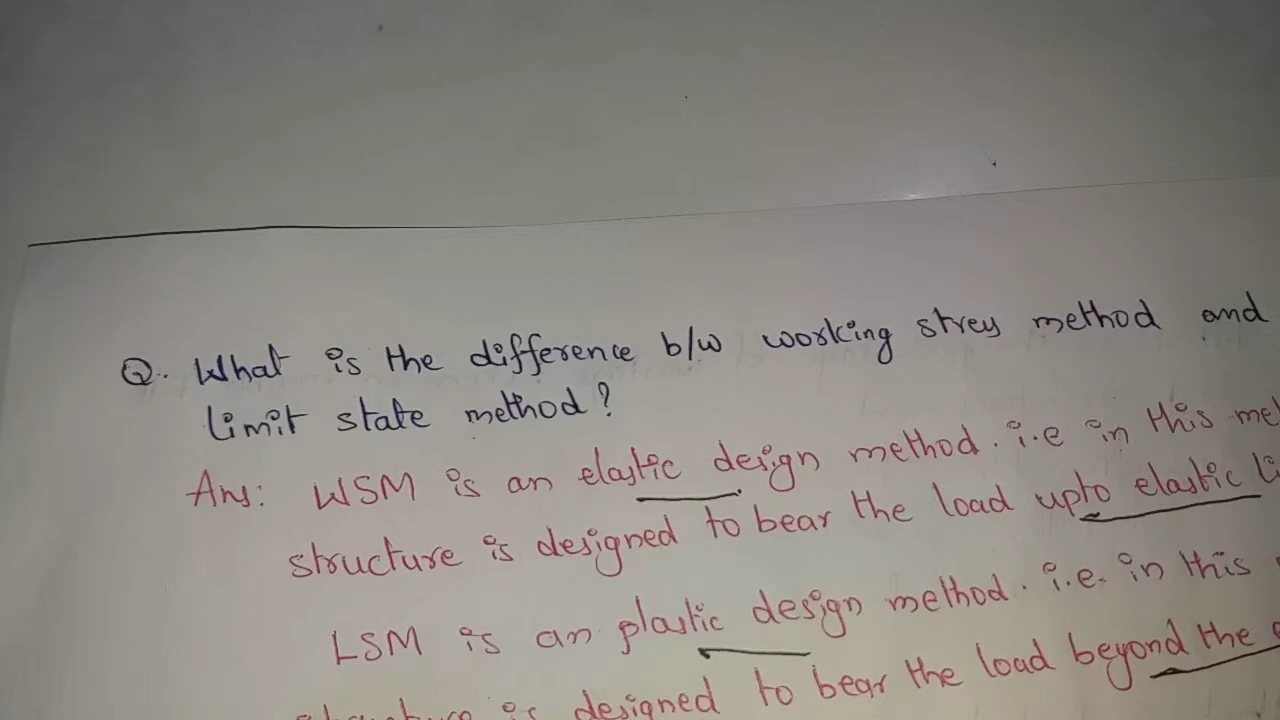 Q. What is the difference b/w working stress method and
limit state method?
Ans: WSM is an elastic design method. i.e in this
structure is designed to bear the load upto elastic
LSM is an plastic design method. i.e. in this
is designed to bear the load beyond the